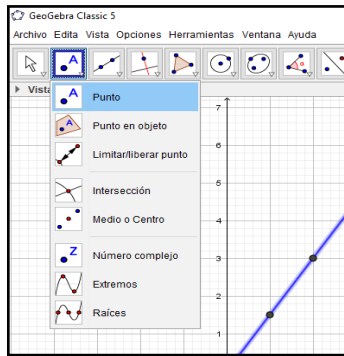 GeoGebra Classic 5
Archivo Edita Vista Opciones Herramientas Ventana Ayuda
A
Vista
A Punto
A Punto en objeto
Limitar/liberar punto
Intersección
Medio o Centro
Z Número complejo
Extremos
Raíces
7
6
5
4
3
2
1